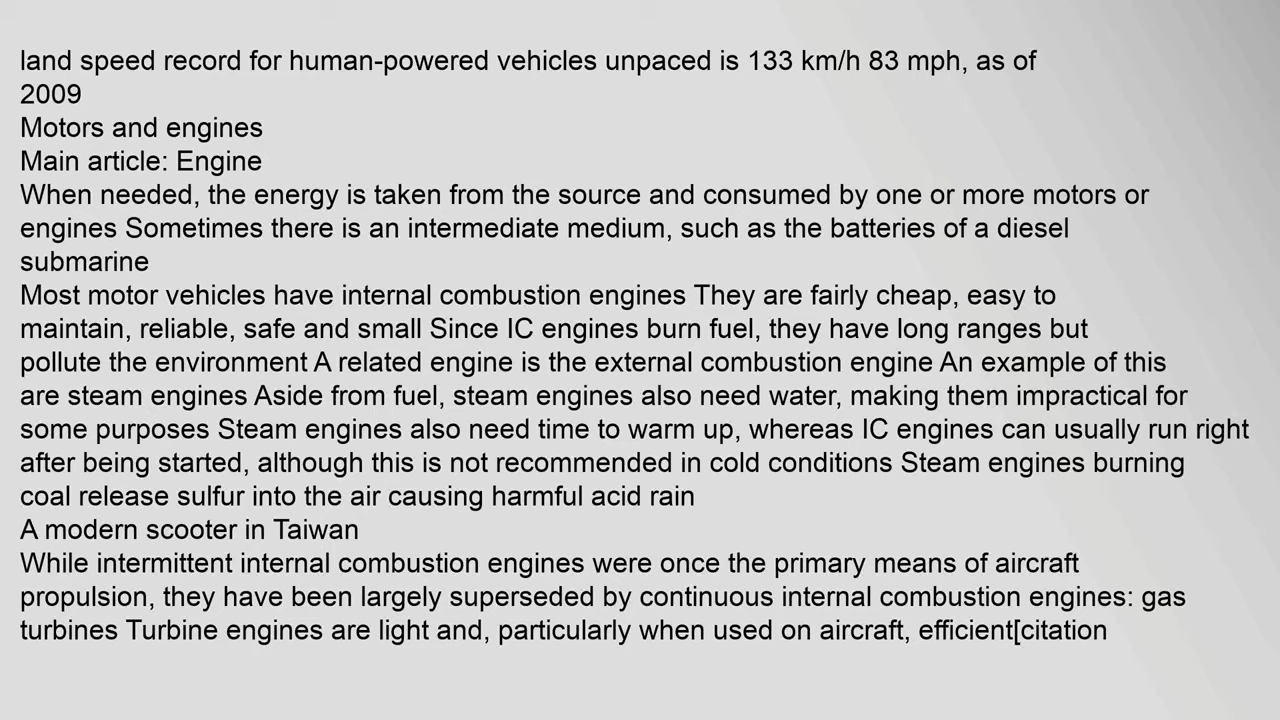 land speed record for human-powered vehicles unpaced is 133 km/h 83 mph, as of
2009
Motors and engines
Main article: Engine
When needed, the energy is taken from the source and consumed by one or more motors or
engines Sometimes there is an intermediate medium, such as the batteries of a diesel
submarine
Most motor vehicles have internal combustion engines They are fairly cheap, easy to
maintain, reliable, safe and small Since IC engines burn fuel, they have long ranges but
pollute the environment A related engine is the external combustion engine An example of this
are steam engines Aside from fuel, steam engines also need water, making them impractical for
some purposes Steam engines also need time to warm up, whereas IC engines can usually run right
after being started, although this is not recommended in cold conditions Steam engines burning
coal release sulfur into the air causing harmful acid rain
A modern scooter in Taiwan
While intermittent internal combustion engines were once the primary means of aircraft
propulsion, they have been largely superseded by continuous internal combustion engines: gas
turbines Turbine engines are light and, particularly when used on aircraft, efficient[citation